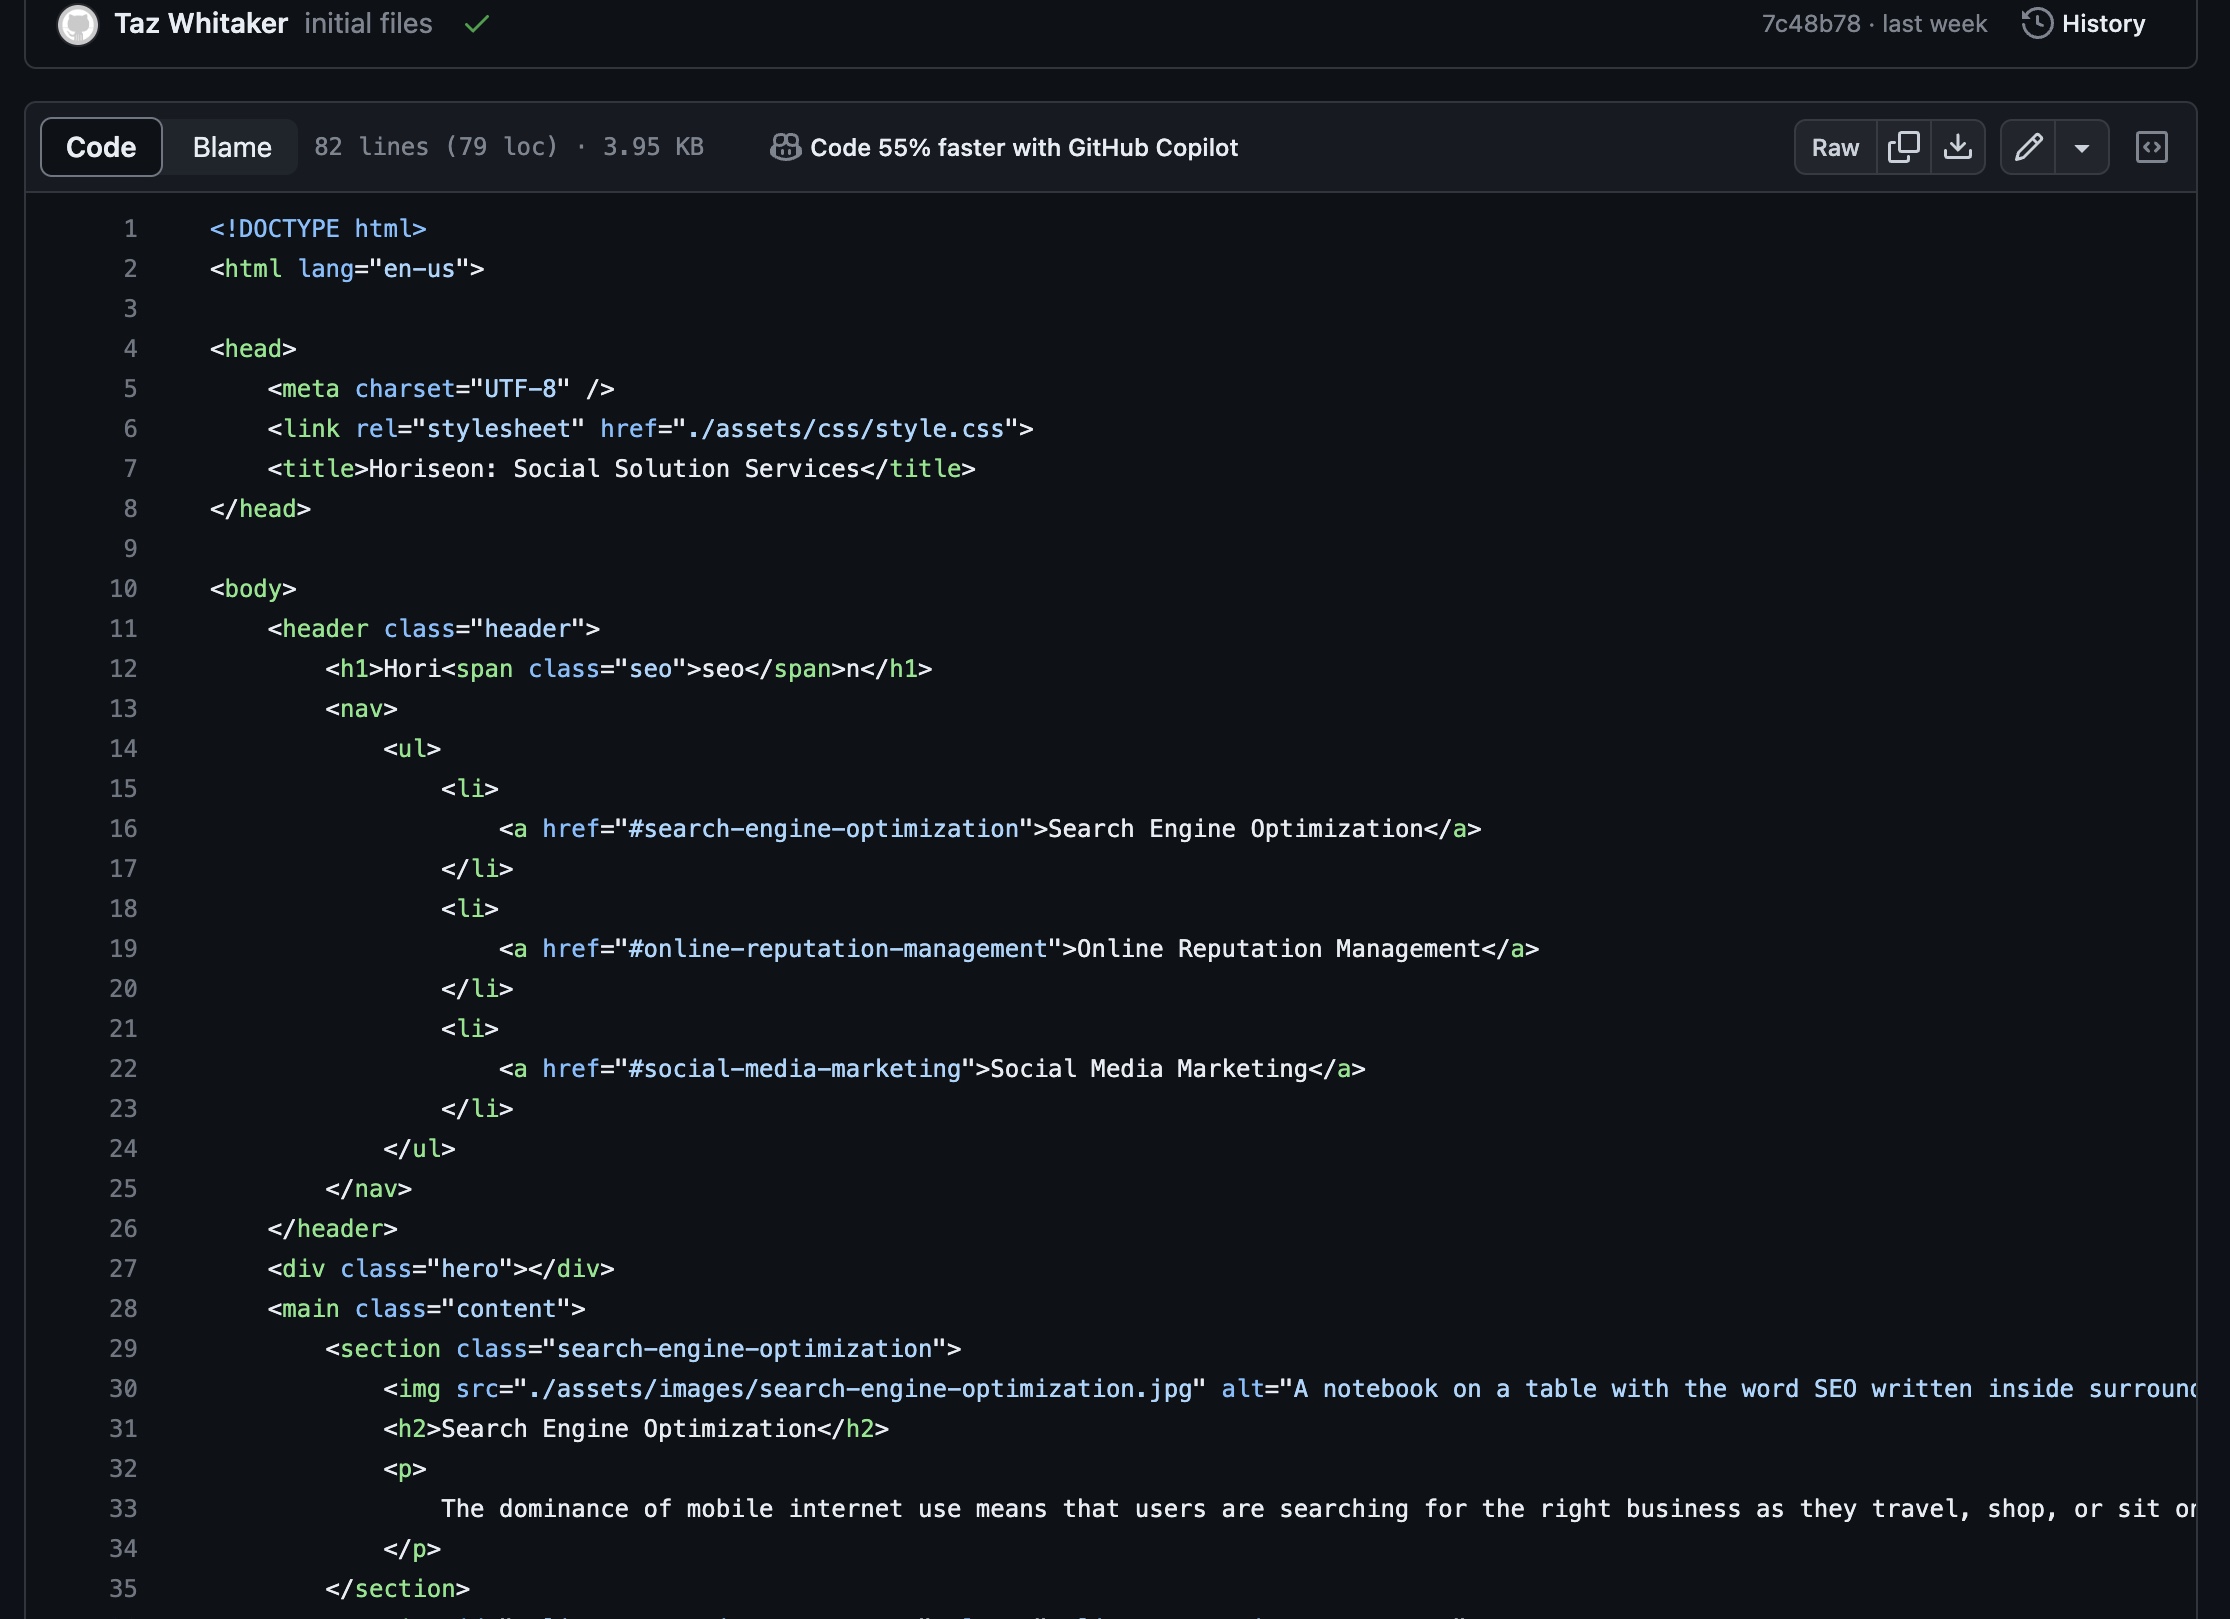 Taz Whitaker initial files 7c48b78 · last week History
Code Blame 82 lines (79 loc) · 3.95 KB Code 55% faster with GitHub Copilot Raw
1 <!DOCTYPE html>
2 <html lang="en-us">
3
4 <head>
5 <meta charset="UTF-8" />
6 <link rel="stylesheet" href="./assets/css/style.css">
7 <title>Horiseon: Social Solution Services</title>
8 </head>
9
10 <body>
11 <header class="header">
12 <h1>Hori<span class="seo">seo</span>n</h1>
13 <nav>
14 <ul>
15 <li>
16 <a href="#search-engine-optimization">Search Engine Optimization</a>
17 </li>
18 <li>
19 <a href="#online-reputation-management">Online Reputation Management</a>
20 </li>
21 <li>
22 <a href="#social-media-marketing">Social Media Marketing</a>
23 </li>
24 </ul>
25 </nav>
26 </header>
27 <div class="hero"></div>
28 <main class="content">
29 <section class="search-engine-optimization">
30 <img src="./assets/images/search-engine-optimization.jpg" alt="A notebook on a table with the word SEO written inside
31 <h2>Search Engine Optimization</h2>
32 <p>
33 The dominance of mobile internet use means that users are searching for the right business as they travel, shop, or sit
34 </p>
35 </section>